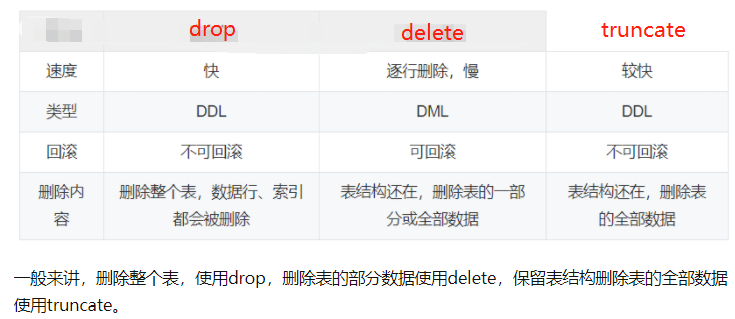 drop delete truncate
速度 快 逐行删除，慢 较快
类型 DDL DML DDL
回滚 不可回滚 可回滚 不可回滚
删除内 删除整个表，数据行、索引 表结构还在，删除表的一部 表结构还在，删除表
容 都会被删除 分或全部数据 的全部数据
一般来讲，删除整个表，使用drop，删除表的部分数据使用delete，保留表结构删除表的全部数据
使用truncate。